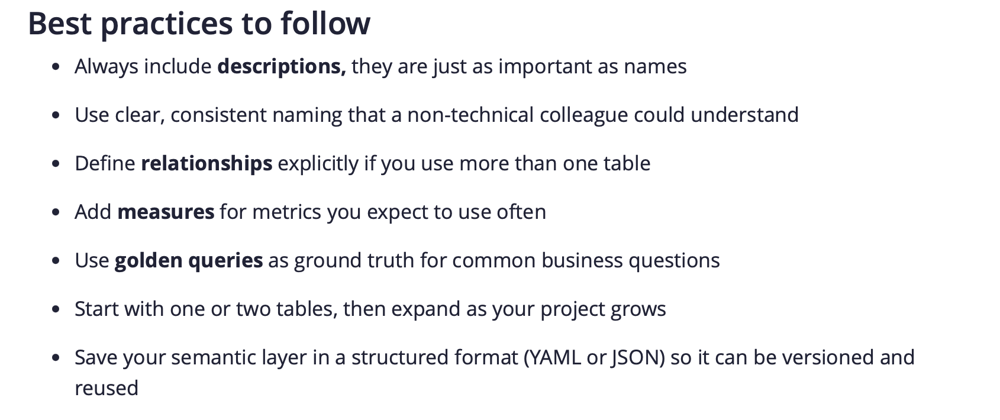 Best practices to follow
• Always include descriptions, they are just as important as names
• Use clear, consistent naming that a non-technical colleague could understand
• Define relationships explicitly if you use more than one table
• Add measures for metrics you expect to use often
• Use golden queries as ground truth for common business questions
• Start with one or two tables, then expand as your project grows
• Save your semantic layer in a structured format (YAML or JSON) so it can be versioned and
reused